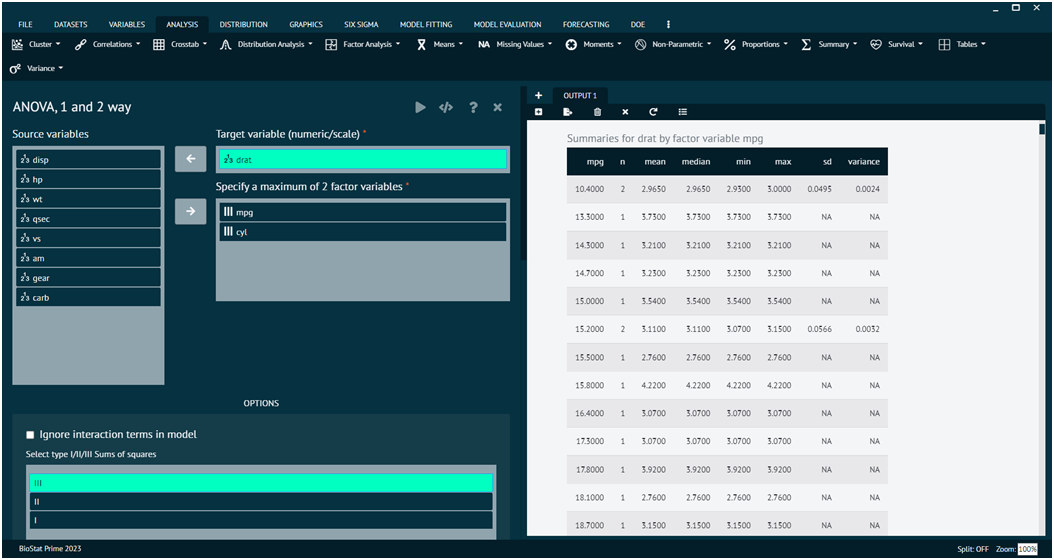 FILE DATASETS VARIABLES ANALYSIS DISTRIBUTION GRAPHICS SIX SIGMA MODEL FITTING MODEL EVALUATION FORECASTING DOE
Cluster Correlations Crosstab Distribution Analysis Factor Analysis Means NA Missing Values Moments Non-Parametric Proportions Summary Survival Tables
σ² Variance
ANOVA, 1 and 2 way
Source variables
disp
hp
wt
qsec
vs
am
gear
carb
Target variable (numeric/scale) *
drat
Specify a maximum of 2 factor variables *
mpg
cyl
OPTIONS
Ignore interaction terms in model
Select type I/II/III Sums of squares
III
II
I
OUTPUT 1
Summaries for drat by factor variable mpg
mpg n mean median min max sd variance
10.4000 2 2.9650 2.9650 2.9300 3.0000 0.0495 0.0024
13.3000 1 3.7300 3.7300 3.7300 3.7300 NA NA
14.3000 1 3.2100 3.2100 3.2100 3.2100 NA NA
14.7000 1 3.2300 3.2300 3.2300 3.2300 NA NA
15.0000 1 3.5400 3.5400 3.5400 3.5400 NA NA
15.2000 2 3.1100 3.1100 3.0700 3.1500 0.0566 0.0032
15.5000 1 2.7600 2.7600 2.7600 2.7600 NA NA
15.8000 1 4.2200 4.2200 4.2200 4.2200 NA NA
16.4000 1 3.0700 3.0700 3.0700 3.0700 NA NA
17.3000 1 3.0700 3.0700 3.0700 3.0700 NA NA
17.8000 1 3.9200 3.9200 3.9200 3.9200 NA NA
18.1000 1 2.7600 2.7600 2.7600 2.7600 NA NA
18.7000 1 3.1500 3.1500 3.1500 3.1500 NA NA
BioStat Prime 2023
Split: OFF Zoom: 100%